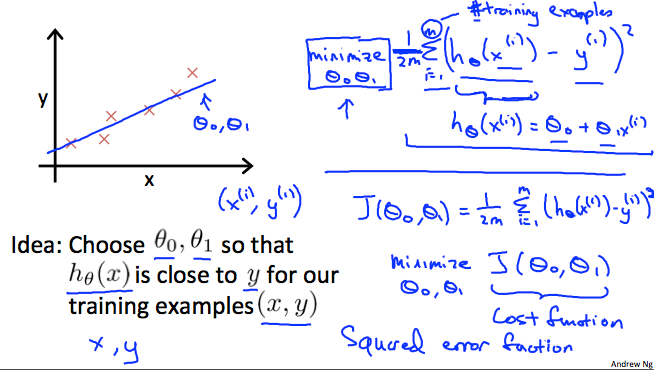 # training examples
minimize θ₀,θ₁ 1/2m Σ_{i=1}^{m} (h_θ(x^(i)) - y^(i))²
h_θ(x^(i)) = θ₀ + θ₁x^(i)
y
θ₀,θ₁
x
(x^(i), y^(i))
J(θ₀,θ₁) = 1/2m Σ_{i=1}^{m} (h_θ(x^(i)) - y^(i))²
Idea: Choose θ₀, θ₁ so that
h_θ(x) is close to y for our
training examples (x, y)
x, y
minimize θ₀,θ₁ J(θ₀,θ₁)
Cost function
Squared error function
Andrew Ng